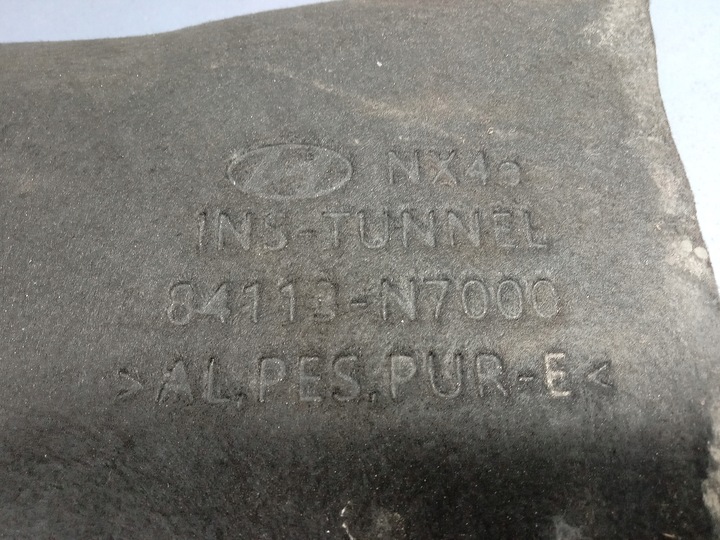 NX4e
INS-TUNNEL
84113-N7000
>AL,PES,PUR-E<